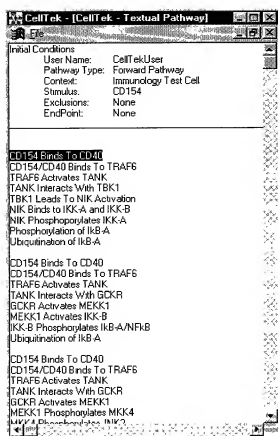 CellTek - [CellTek - Textual Pathway]
File
Initial Conditions
User Name: CellTekUser
Pathway Type: Forward Pathway
Context: Immunology Test Cell
Stimulus: CD154
Exclusions: None
EndPoint: None
CD154 Binds To CD40
CD154/CD40 Binds To TRAF6
TRAF6 Activates TANK
TANK Interacts With TBK1
TBK1 Leads To NIK Activation
NIK Binds to IKK-A and IKK-B
NIK Phosphoporylates IKK-A
Phosphorylation of IkB-A
Ubiquitination of IkB-A
CD154 Binds To CD40
CD154/CD40 Binds To TRAF6
TRAF6 Activates TANK
TANK Interacts With GCKR
GCKR Activates MEKK1
MEKK1 Activates IKK-B
IKK-B Phosphorylates IkB-A/NFkB
Ubiquitination of IkB-A
CD154 Binds To CD40
CD154/CD40 Binds To TRAF6
TRAF6 Activates TANK
TANK Interacts With GCKR
GCKR Activates MEKK1
MEKK1 Phosphorylates MKK4